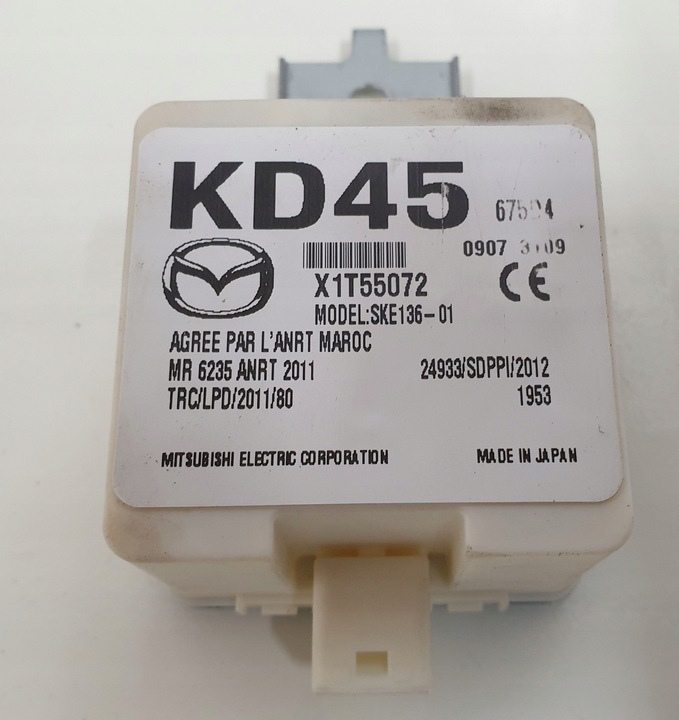 KD45
0907
X1T55072
MODEL:SKE136-01
AGREE PAR L'ANRT MAROC
MR 6235 ANRT 2011 24933/SDPPI/2012
TRC/LPD/2011/80 1953
MITSUBISHI ELECTRIC CORPORATION MADE IN JAPAN